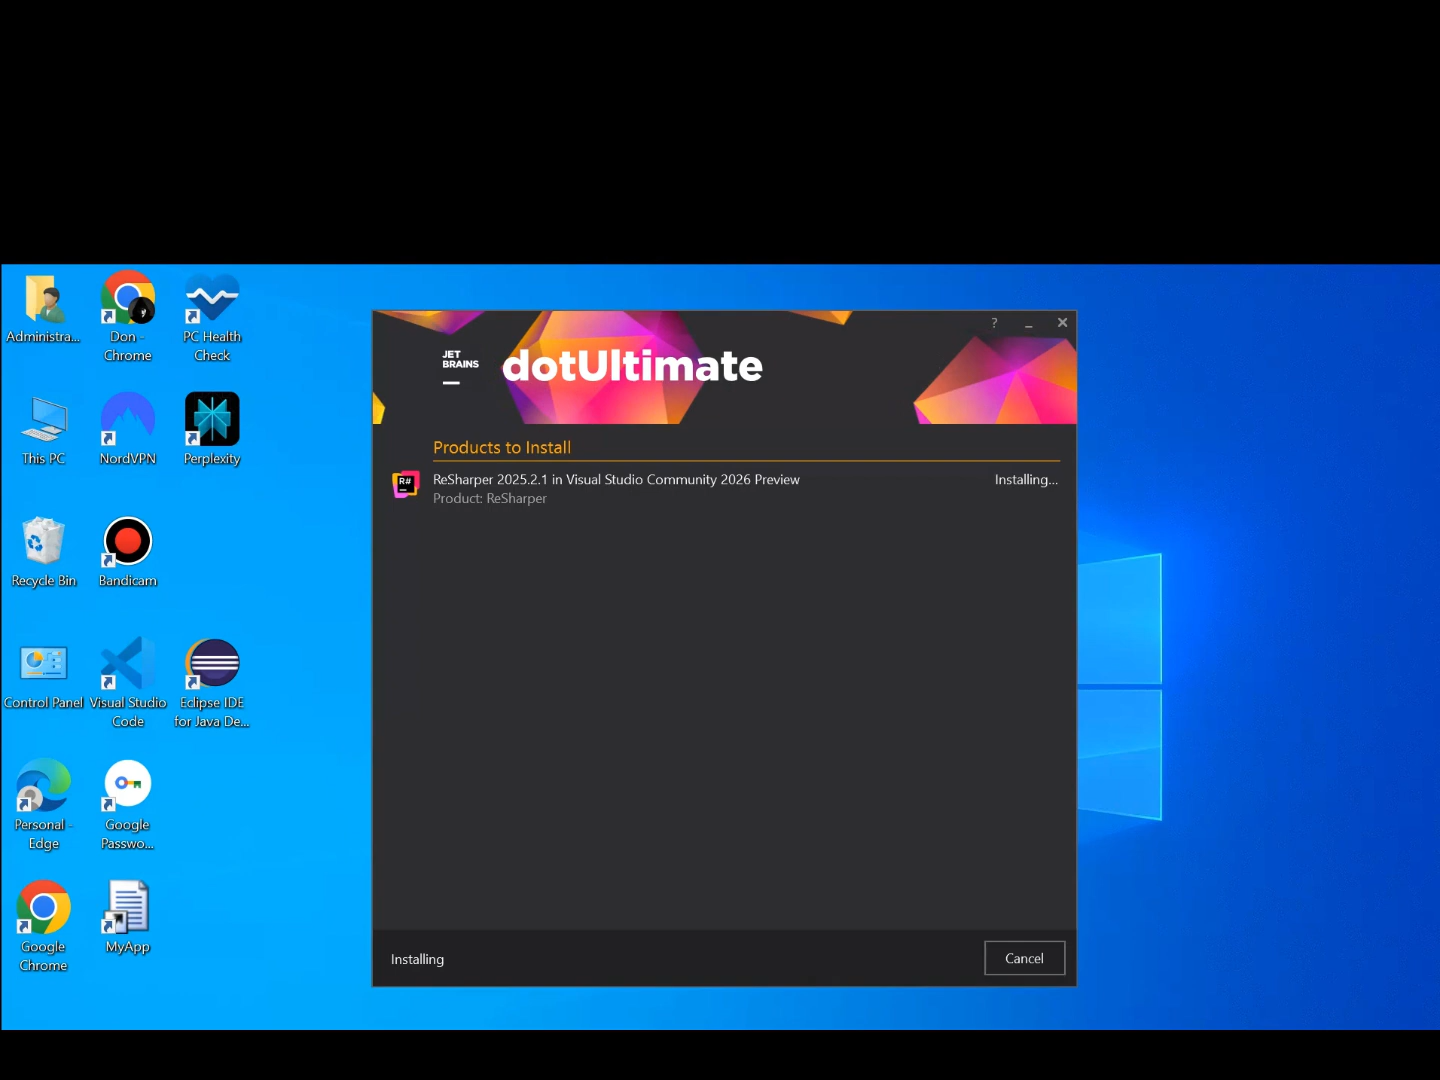 Administra...
Don -
Chrome
PC Health
Check
This PC
NordVPN
Perplexity
Recycle Bin
Bandicam
Control Panel
Visual Studio
Code
Eclipse IDE
for Java De...
Personal -
Edge
Google
Passwo...
Google
Chrome
MyApp
?
JET
BRAINS
dotUltimate
Products to Install
R#
ReSharper 2025.2.1 in Visual Studio Community 2026 Preview
Installing...
Product: ReSharper
Installing
Cancel